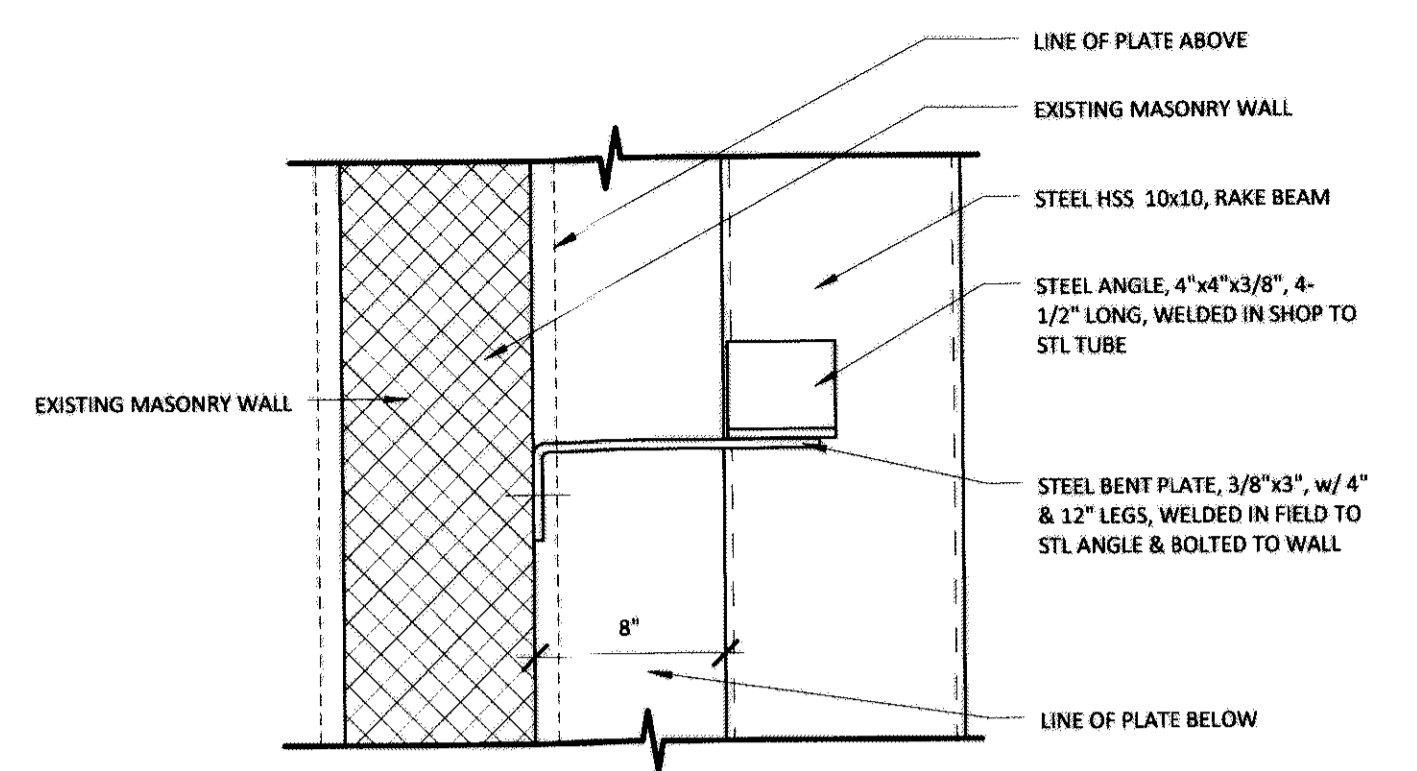 LINE OF PLATE ABOVE
EXISTING MASONRY WALL
STEEL HSS 10x10, RAKE BEAM
STEEL ANGLE, 4"x4"x3/8", 4-
1/2" LONG, WELDED IN SHOP TO
STL TUBE
EXISTING MASONRY WALL
STEEL BENT PLATE, 3/8"x3", w/ 4"
& 12" LEGS, WELDED IN FIELD TO
STL ANGLE & BOLTED TO WALL
8"
LINE OF PLATE BELOW